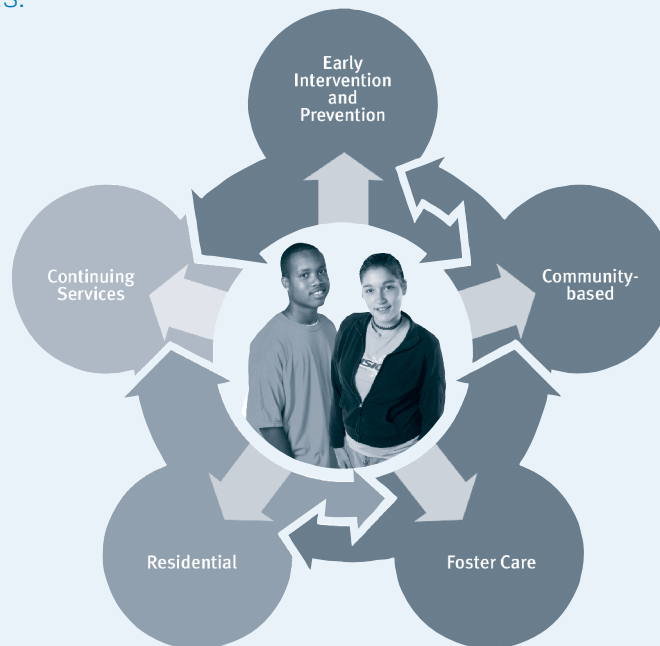 Early
Intervention
and
Prevention
Continuing
Services
Community-
based
Residential
Foster Care